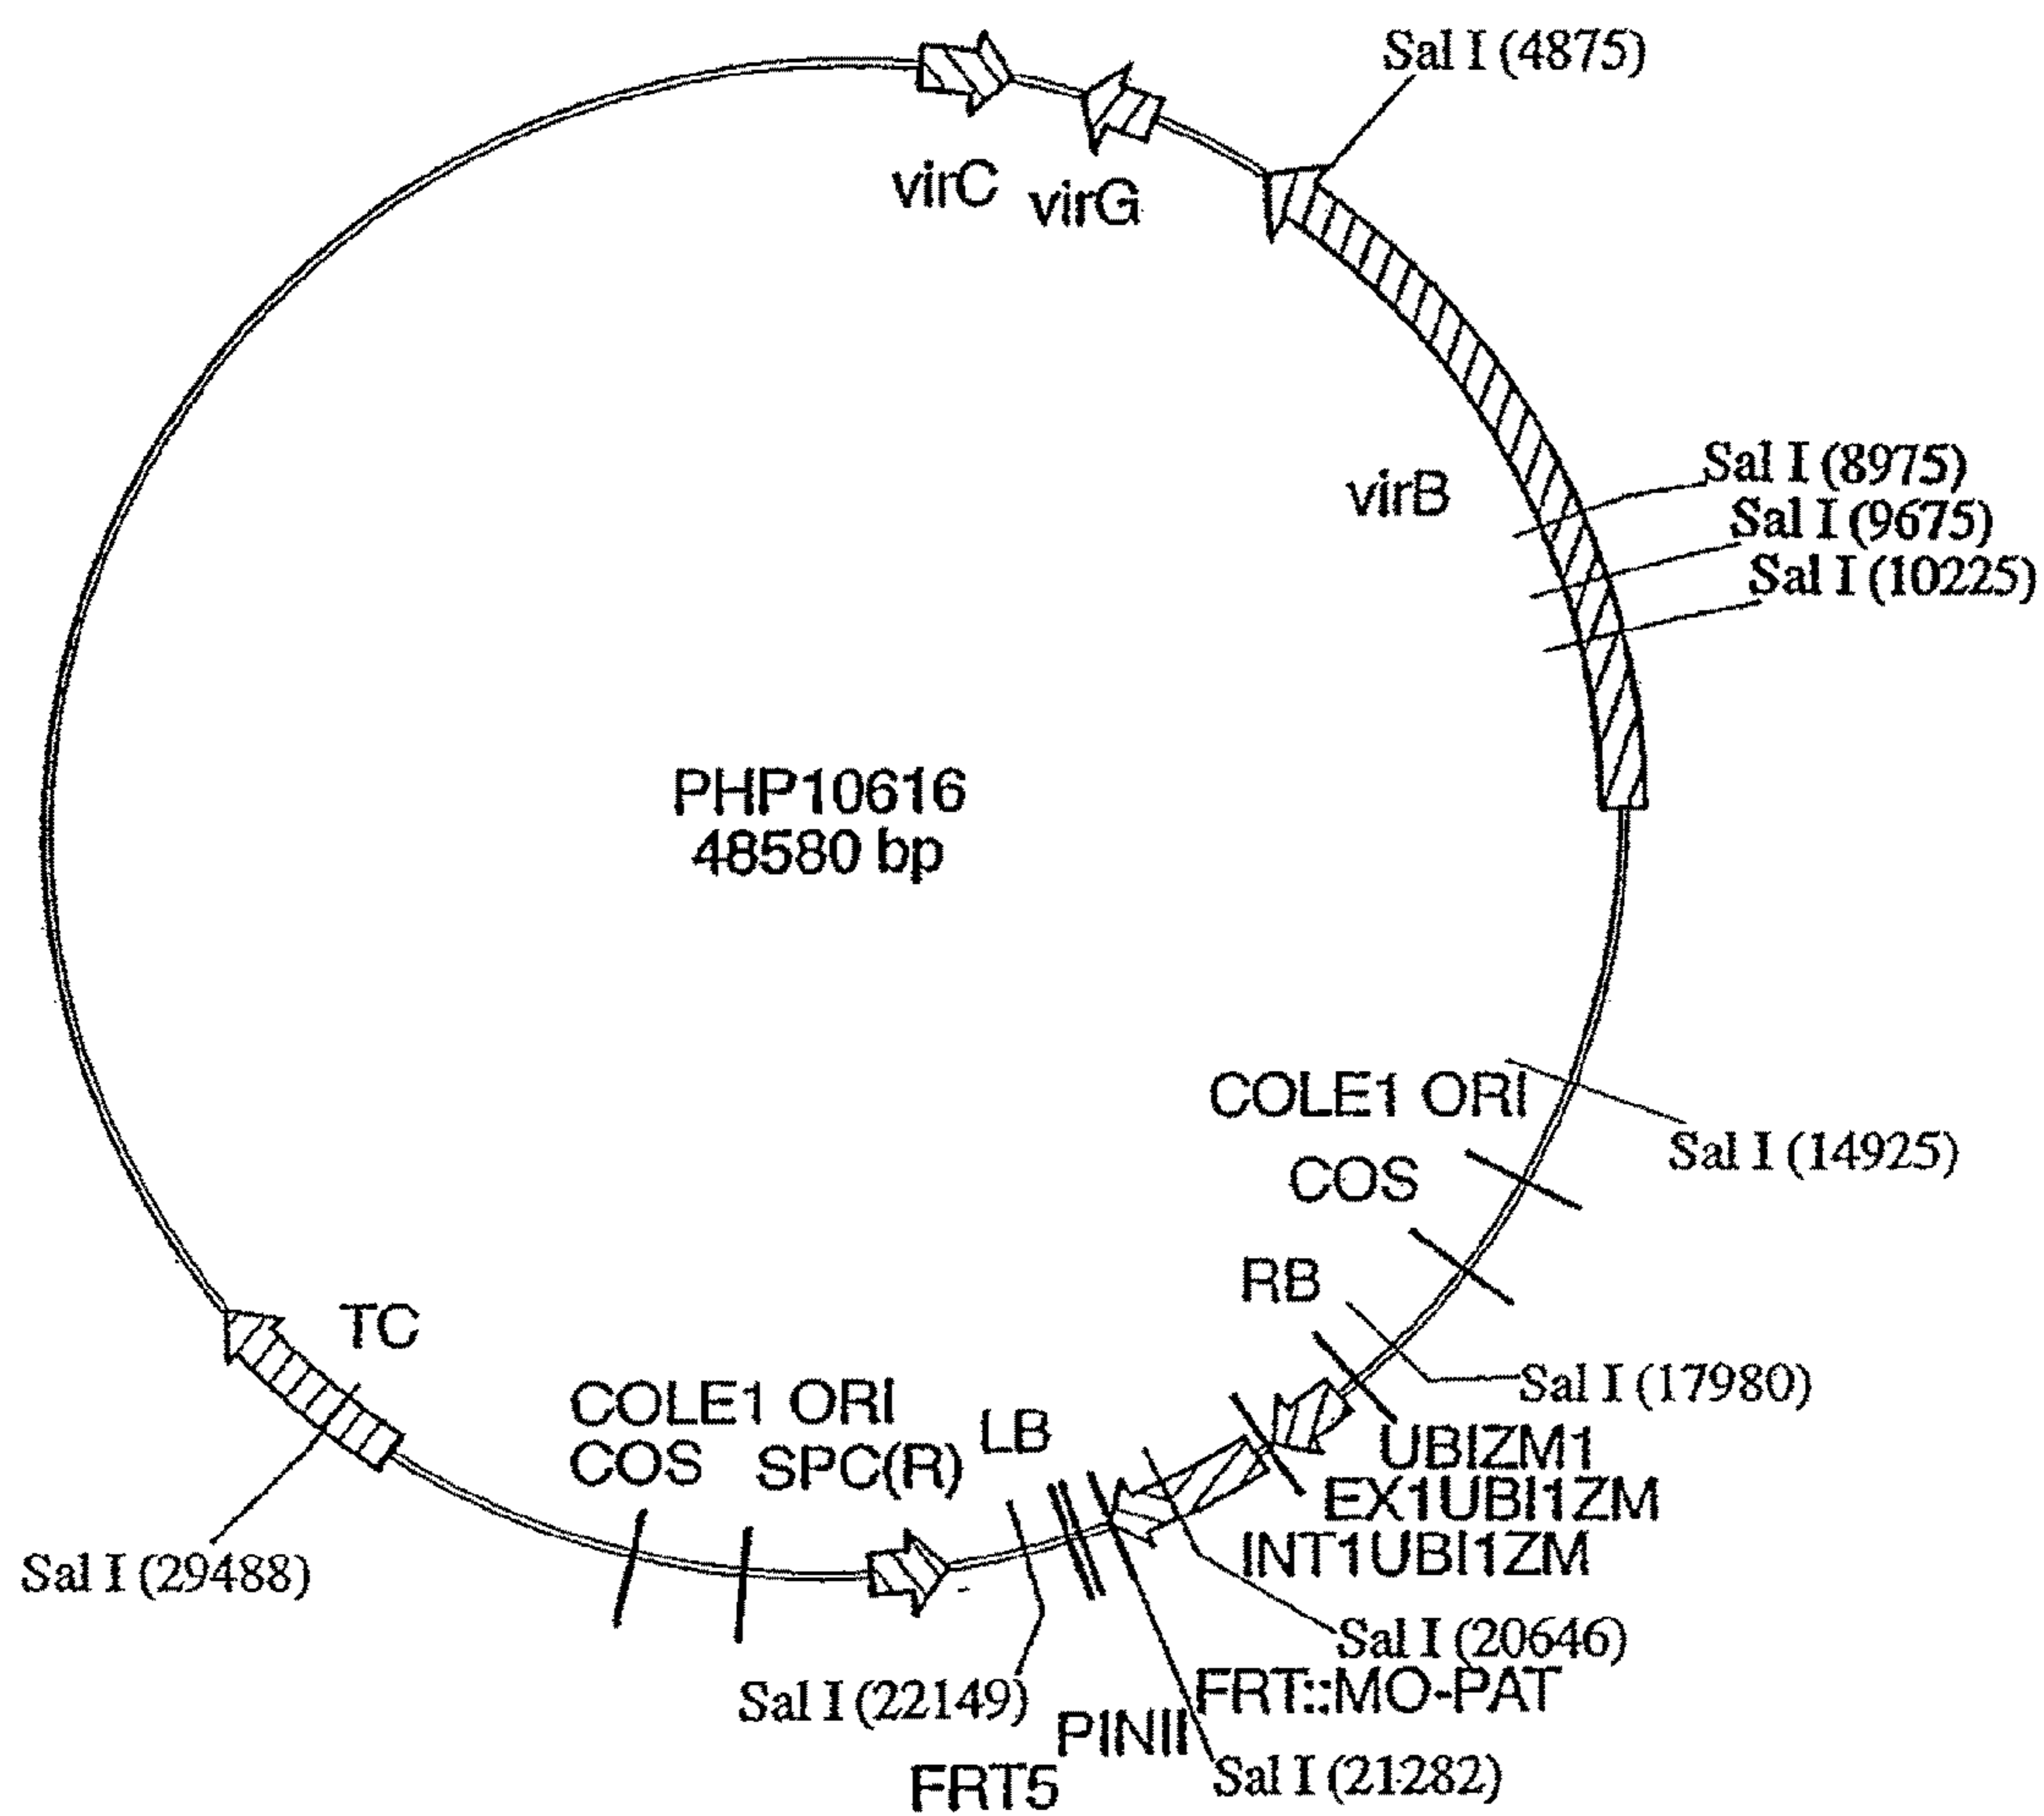 Sal I (4875)
virC
virG
Sal I (8975)
virB
Sal I (9675)
Sal I (10225)
PHP10616
48580 bp
COLE1 ORI
Sal I (14925)
COS
RB
TC
Sal I (17980)
COLE1 ORI
LB
UBIZM1
COS
SPC(R)
EX1UBI1ZM
INT1UBI1ZM
Sal I (29488)
Sal I (20646)
FRT::MO-PAT
Sal I (22149)
PINII
Sal I (21282)
FRT5